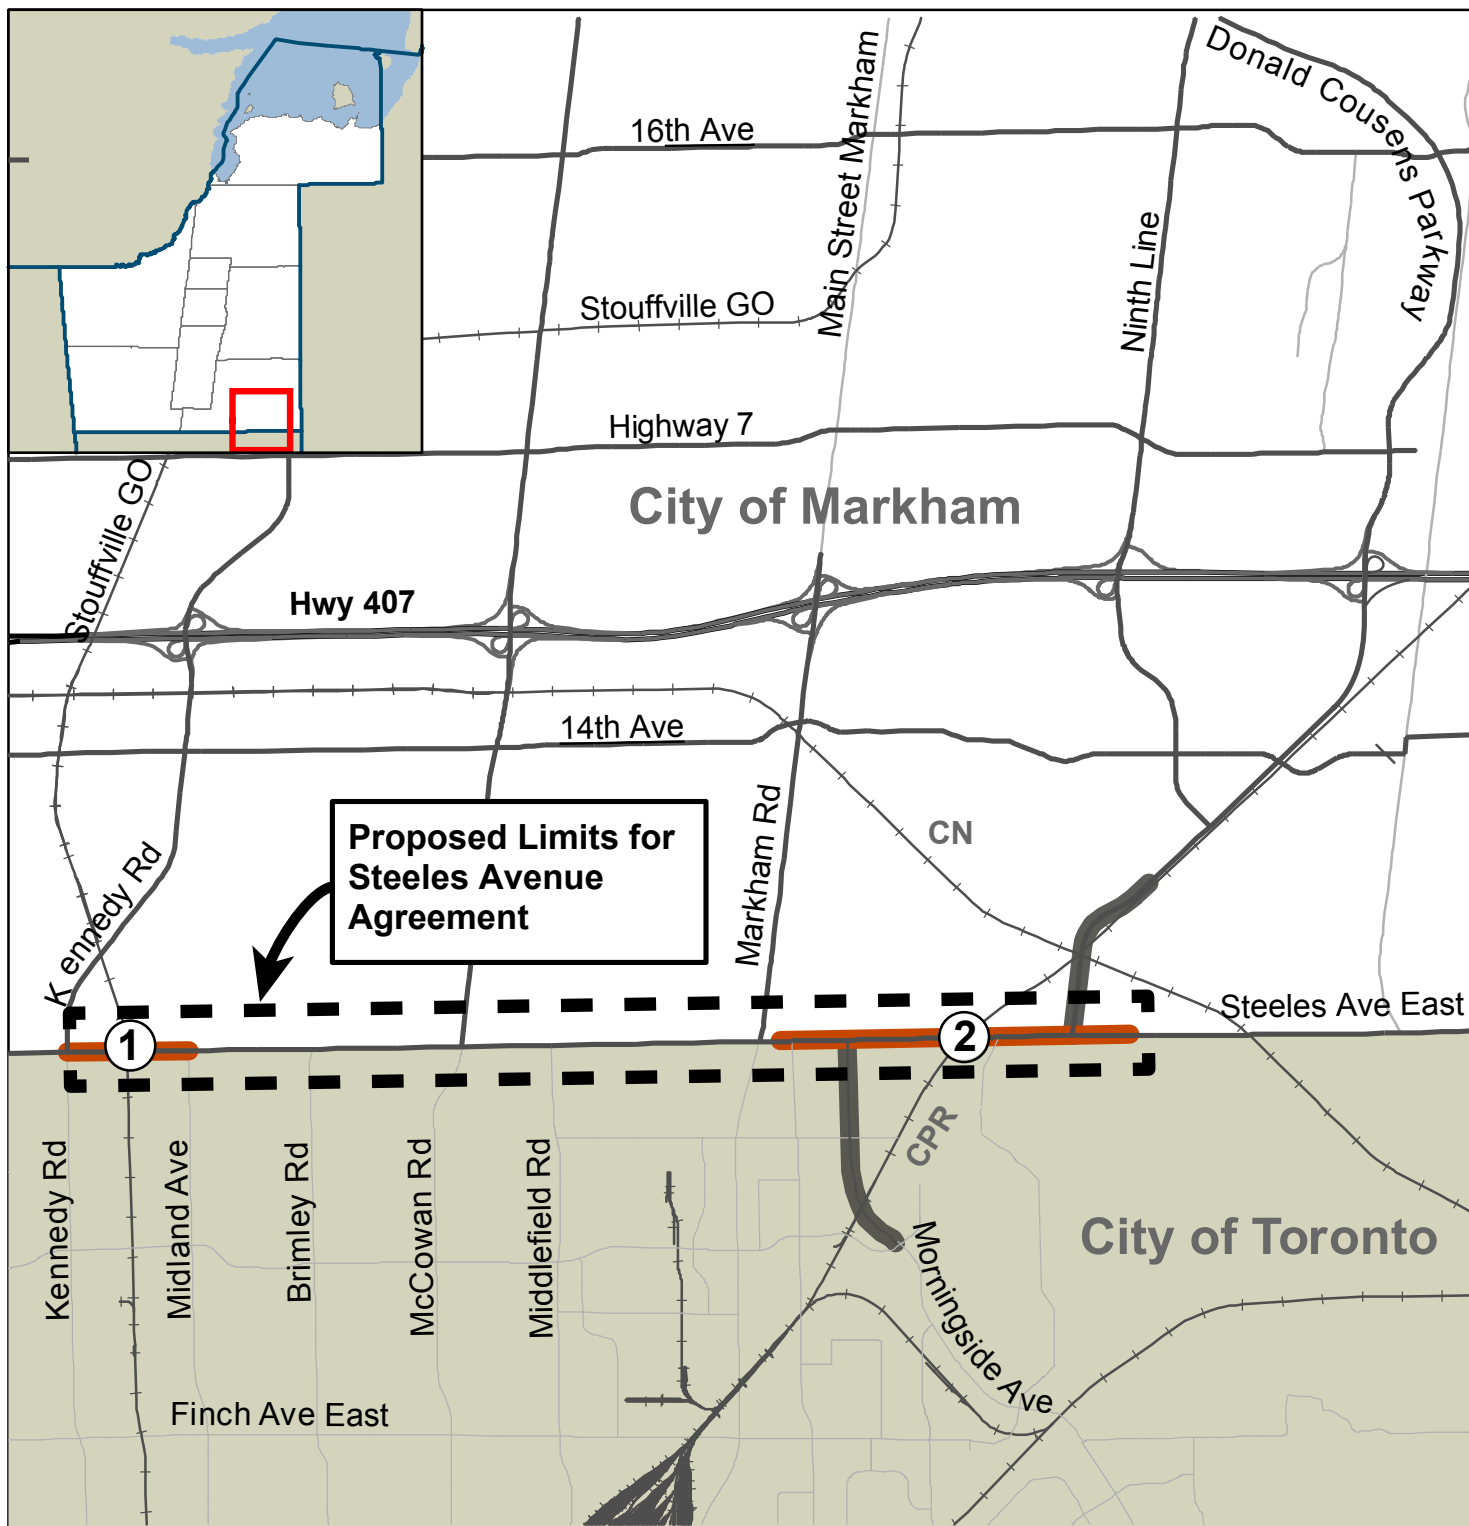 Donald Cousens Parkway
16th Ave
Main Street Markham
Ninth Line
Stouffville GO
Highway 7
Stouffville GO
City of Markham
Hwy 407
14th Ave
Proposed Limits for
Steeles Avenue
Agreement
Markham Rd
CN
Kennedy Rd
Steeles Ave East
1
2
CPR
Kennedy Rd
Midland Ave
Brimley Rd
McCowan Rd
Middlefield Rd
City of Toronto
Morningside Ave
Finch Ave East